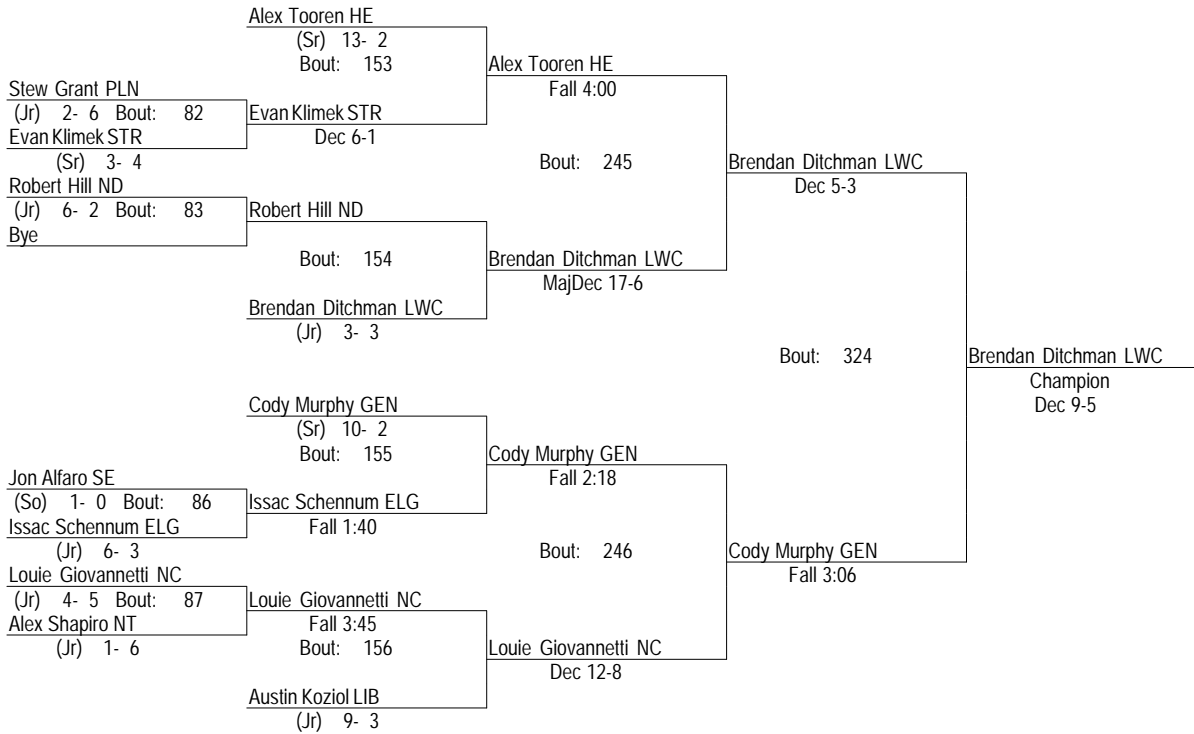 Alex Tooren HE
(Sr) 13- 2
Bout: 153
Alex Tooren HE
Fall 4:00
Stew Grant PLN
(Jr) 2- 6 Bout: 82
Evan Klimek STR
Evan Klimek STR
Dec 6-1
(Sr) 3- 4
Bout: 245
Brendan Ditchman LWC
Dec 5-3
Robert Hill ND
(Jr) 6- 2 Bout: 83
Robert Hill ND
Bye
Bout: 154
Brendan Ditchman LWC
MajDec 17-6
Brendan Ditchman LWC
(Jr) 3- 3
Bout: 324
Brendan Ditchman LWC
Champion
Dec 9-5
Cody Murphy GEN
(Sr) 10- 2
Bout: 155
Cody Murphy GEN
Fall 2:18
Jon Alfaro SE
(So) 1- 0 Bout: 86
Issac Schennum ELG
Issac Schennum ELG
Fall 1:40
(Jr) 6- 3
Bout: 246
Cody Murphy GEN
Fall 3:06
Louie Giovannetti NC
(Jr) 4- 5 Bout: 87
Louie Giovannetti NC
Alex Shapiro NT
Fall 3:45
(Jr) 1- 6
Bout: 156
Louie Giovannetti NC
Dec 12-8
Austin Koziol LIB
(Jr) 9- 3